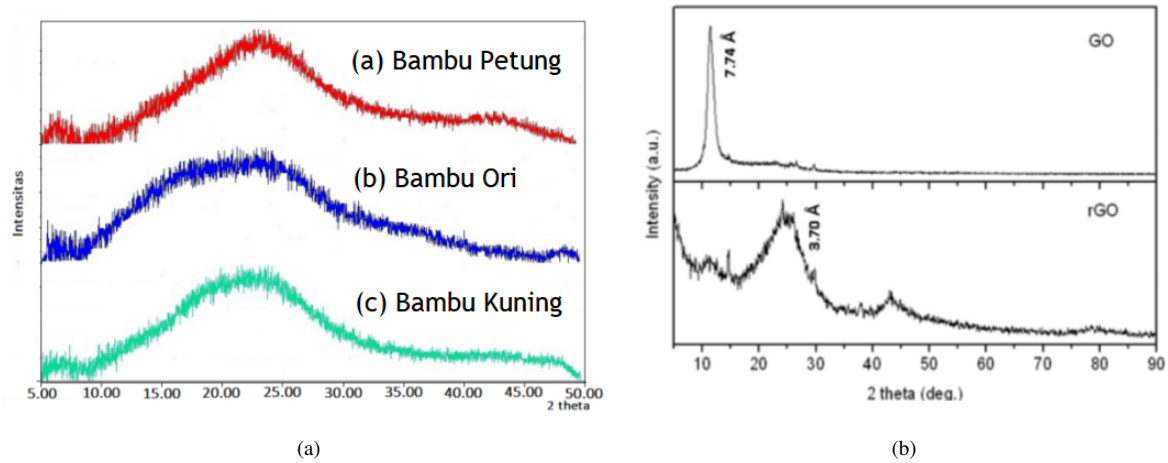 (a) Bambu Petung
(b) Bambu Ori
(c) Bambu Kuning
Intensitas
5.00 10.00 15.00 20.00 25.00 30.00 35.00 40.00 45.00 50.00
2 theta
(a)
GO
7.74 Å
rGO
3.70 Å
Intensity (a.u.)
10 20 30 40 50 60 70 80 90
2 theta (deg.)
(b)